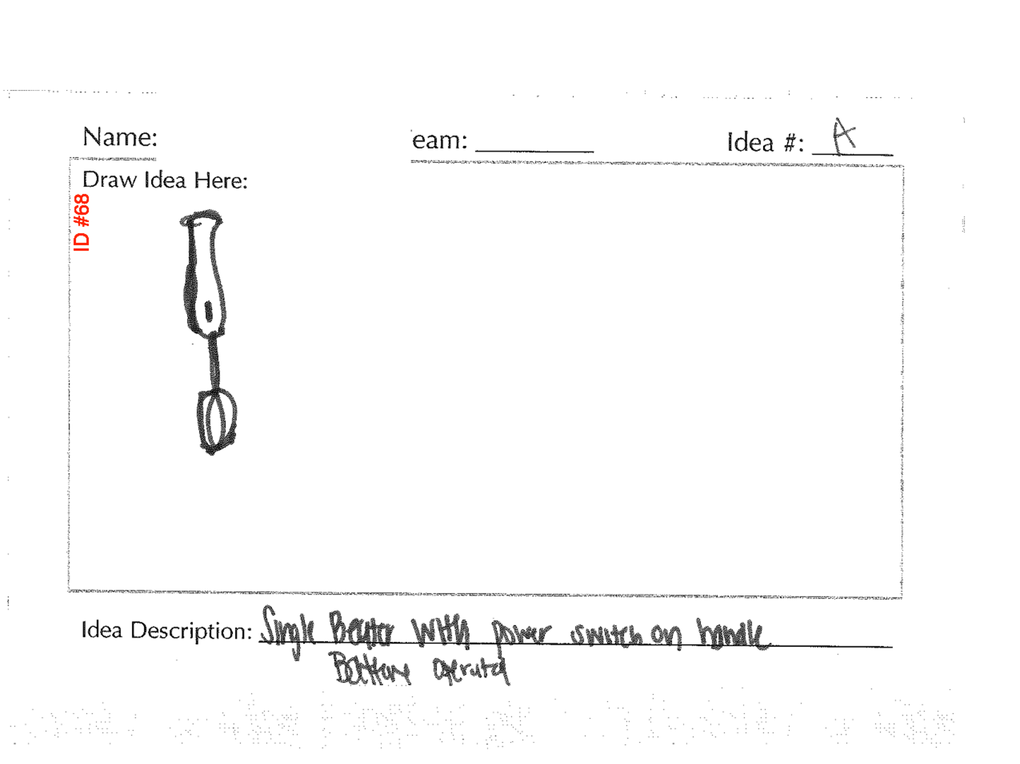 Name: eam: Idea #: A
Draw Idea Here:
ID #68
Idea Description: Single Beater with power switch on handle
Battery operated